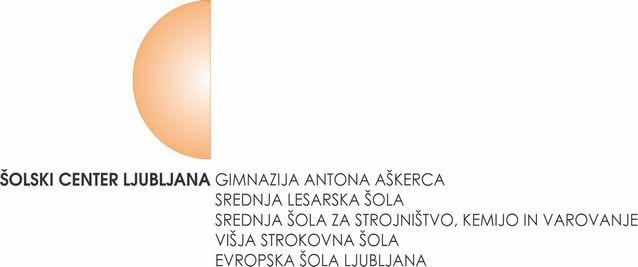 ŠOLSKI CENTER LJUBLJANA GIMNAZIJA ANTONA AŠKERCA
SREDNJA LESARSKA ŠOLA
SREDNJA ŠOLA ZA STROJNIŠTVO, KEMIJO IN VAROVANJE
VIŠJA STROKOVNA ŠOLA
EVROPSKA ŠOLA LJUBLJANA